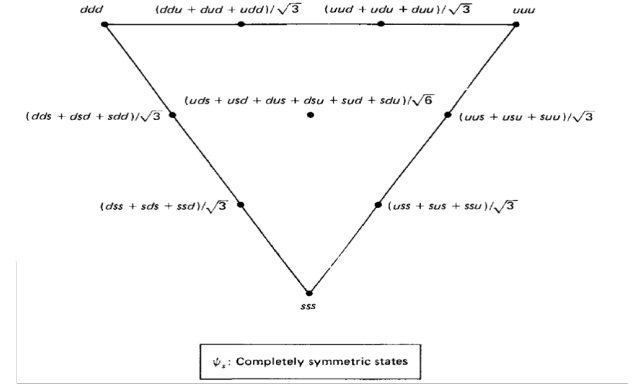 ddd (ddu + dud + udd)/√3 (uud + udu + duu)/√3 uuu
(uds + usd + dus + dsu + sud + sdu)/√6
(dds + dsd + sdd)/√3 (uus + usu + suu)/√3
(dss + sds + ssd)/√3 (uss + sus + ssu)/√3
sss
ψₛ: Completely symmetric states